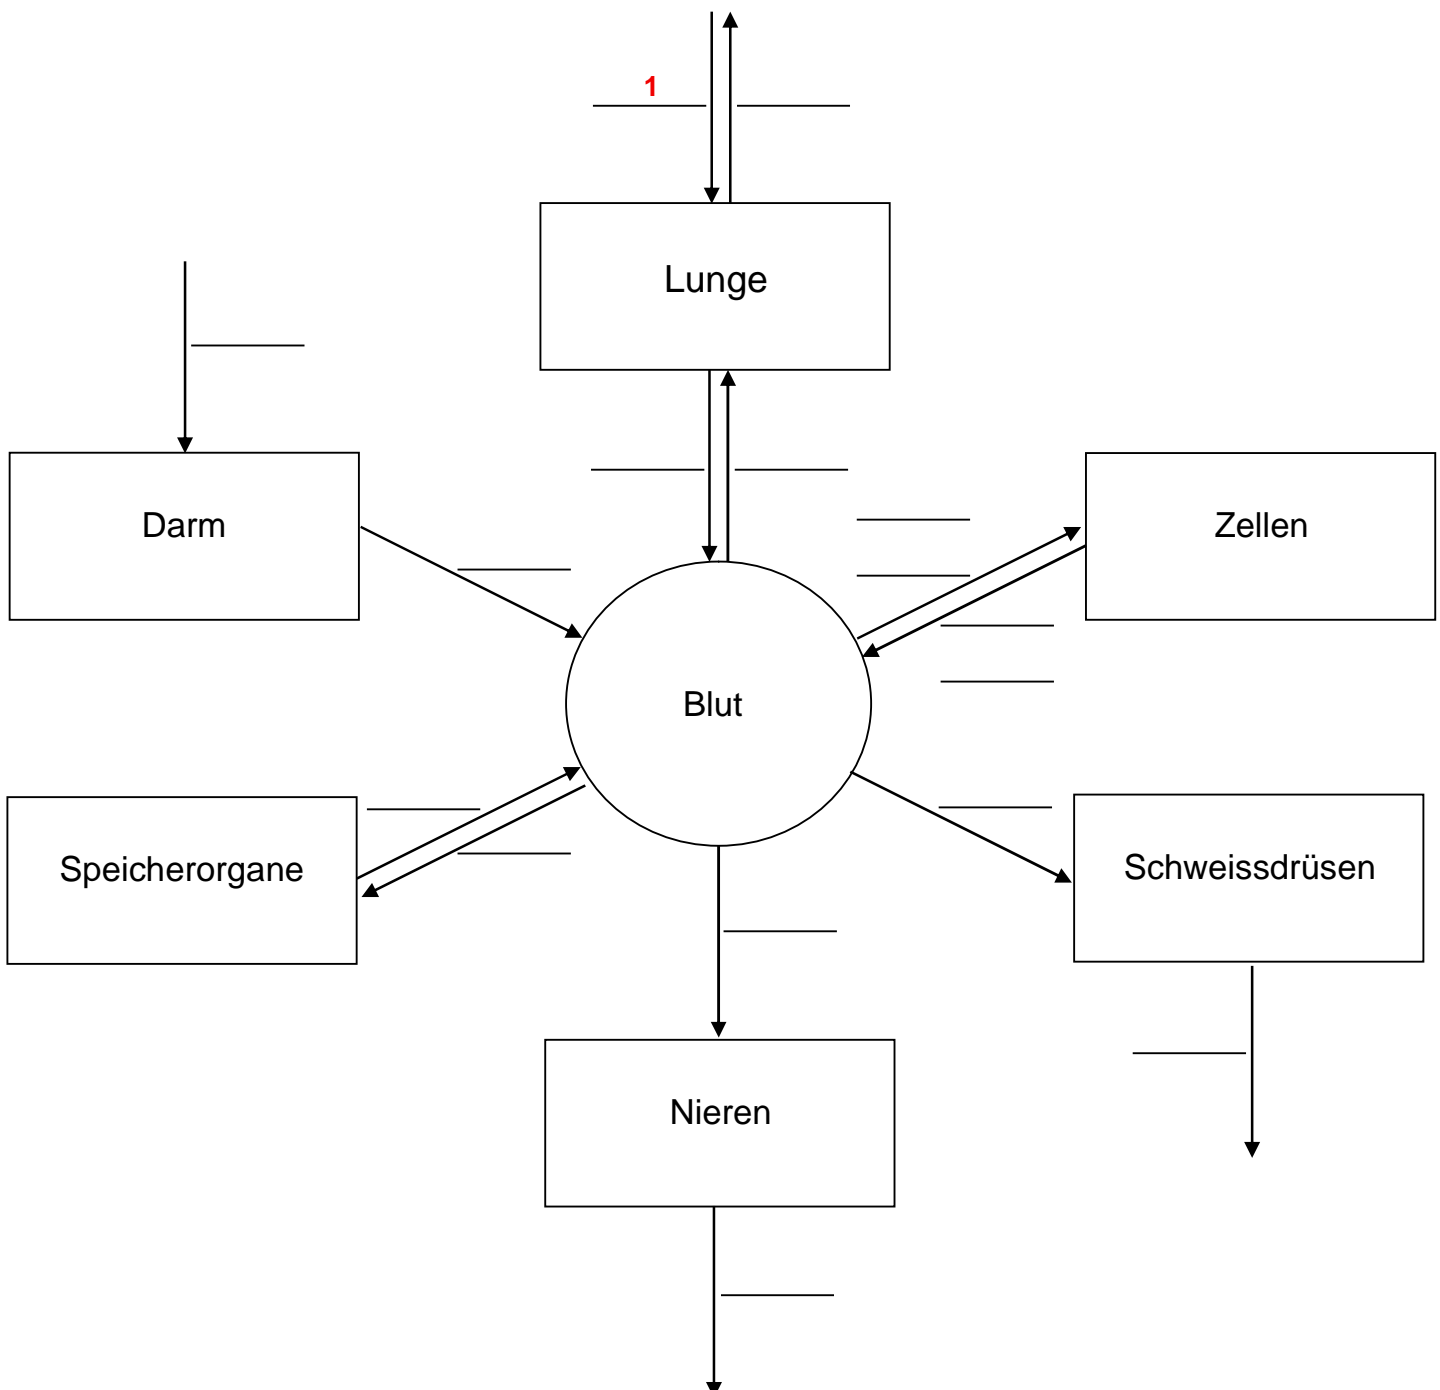 1
Lunge
Darm
Zellen
Blut
Speicherorgane
Schweissdrüsen
Nieren